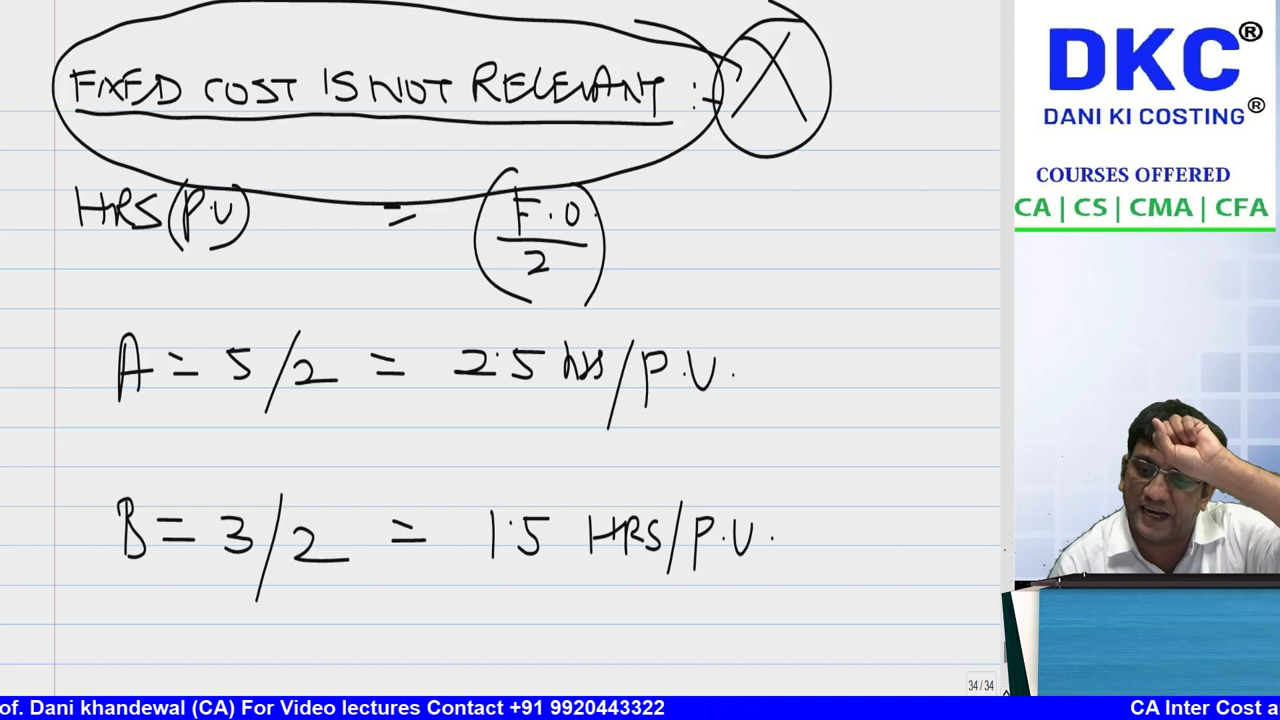 FIXED COST IS NOT RELEVANT :- X
HRS(P.U) = (F.O./2)
A = 5/2 = 2.5 hrs/P.U.
B = 3/2 = 1.5 HRS/P.U.
34 / 34
DKC®
DANI KI COSTING®
COURSES OFFERED
CA | CS | CMA | CFA
of. Dani khandewal (CA) For Video lectures Contact +91 9920443322
CA Inter Cost a